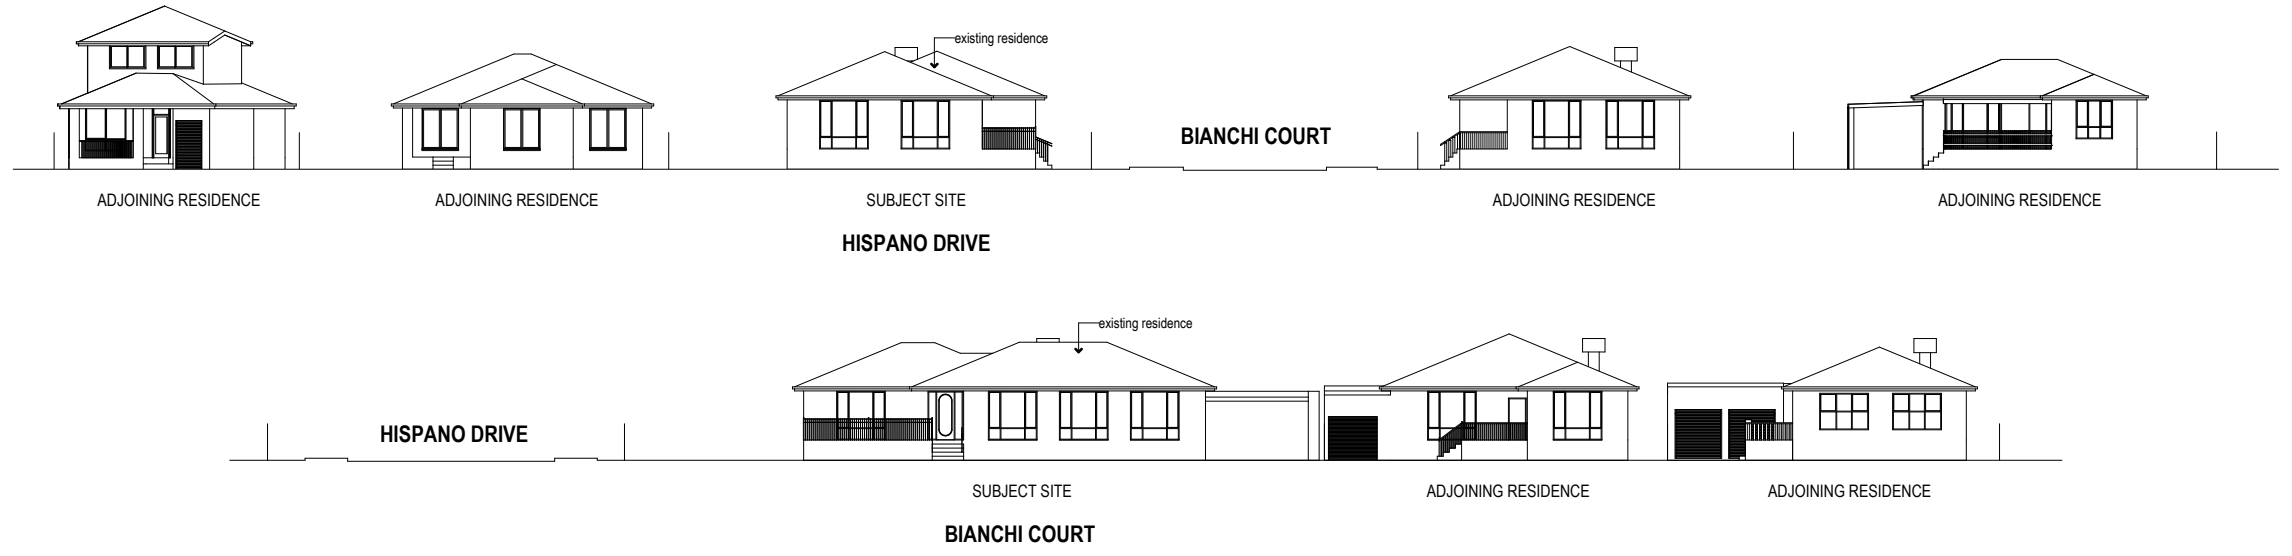 existing residence
BIANCHI COURT
ADJOINING RESIDENCE
ADJOINING RESIDENCE
SUBJECT SITE
ADJOINING RESIDENCE
ADJOINING RESIDENCE
HISPANO DRIVE
existing residence
HISPANO DRIVE
SUBJECT SITE
ADJOINING RESIDENCE
ADJOINING RESIDENCE
BIANCHI COURT